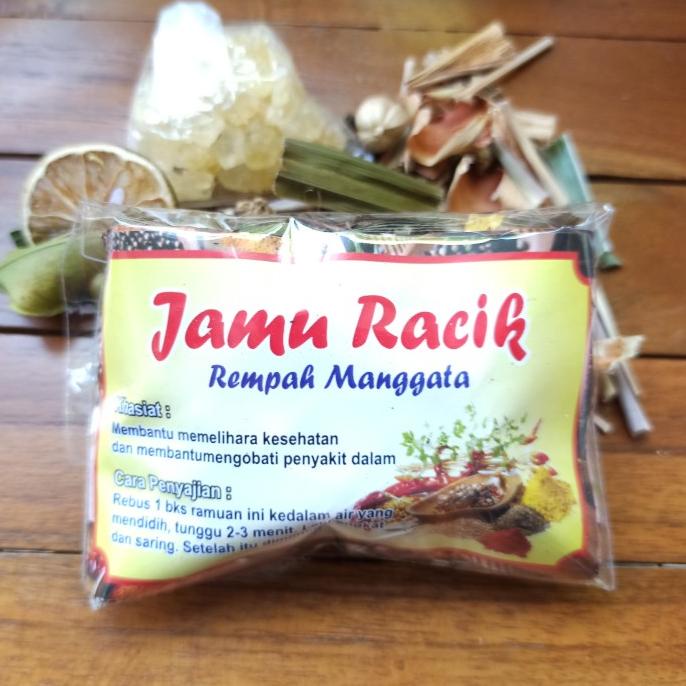 Jamu Racik
Rempah Manggata
Khasiat :
Membantu memelihara kesehatan
dan membantumengobati penyakit dalam
Cara Penyajian :
Rebus 1 bks ramuan ini kedalam air yang
mendidih, tunggu 2-3 menit,
dan saring. Setelah itu